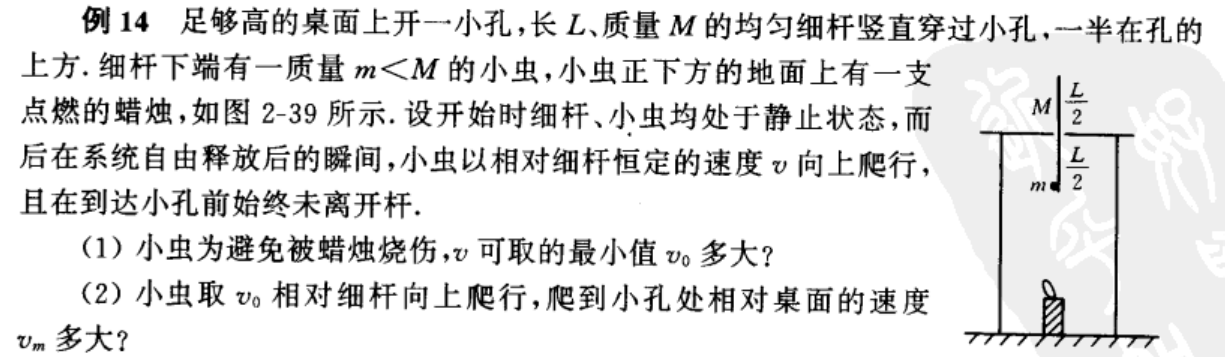 例14 足够高的桌面上开一小孔,长 L、质量 M 的均匀细杆竖直穿过小孔,一半在孔的
上方.细杆下端有一质量 m<M 的小虫,小虫正下方的地面上有一支
点燃的蜡烛,如图 2-39 所示.设开始时细杆、小虫均处于静止状态,而
后在系统自由释放后的瞬间,小虫以相对细杆恒定的速度 v 向上爬行,
且在到达小孔前始终未离开杆.
(1) 小虫为避免被蜡烛烧伤,v 可取的最小值 v₀ 多大?
(2) 小虫取 v₀ 相对细杆向上爬行,爬到小孔处相对桌面的速度
vₘ 多大?
M L/2
L/2
m